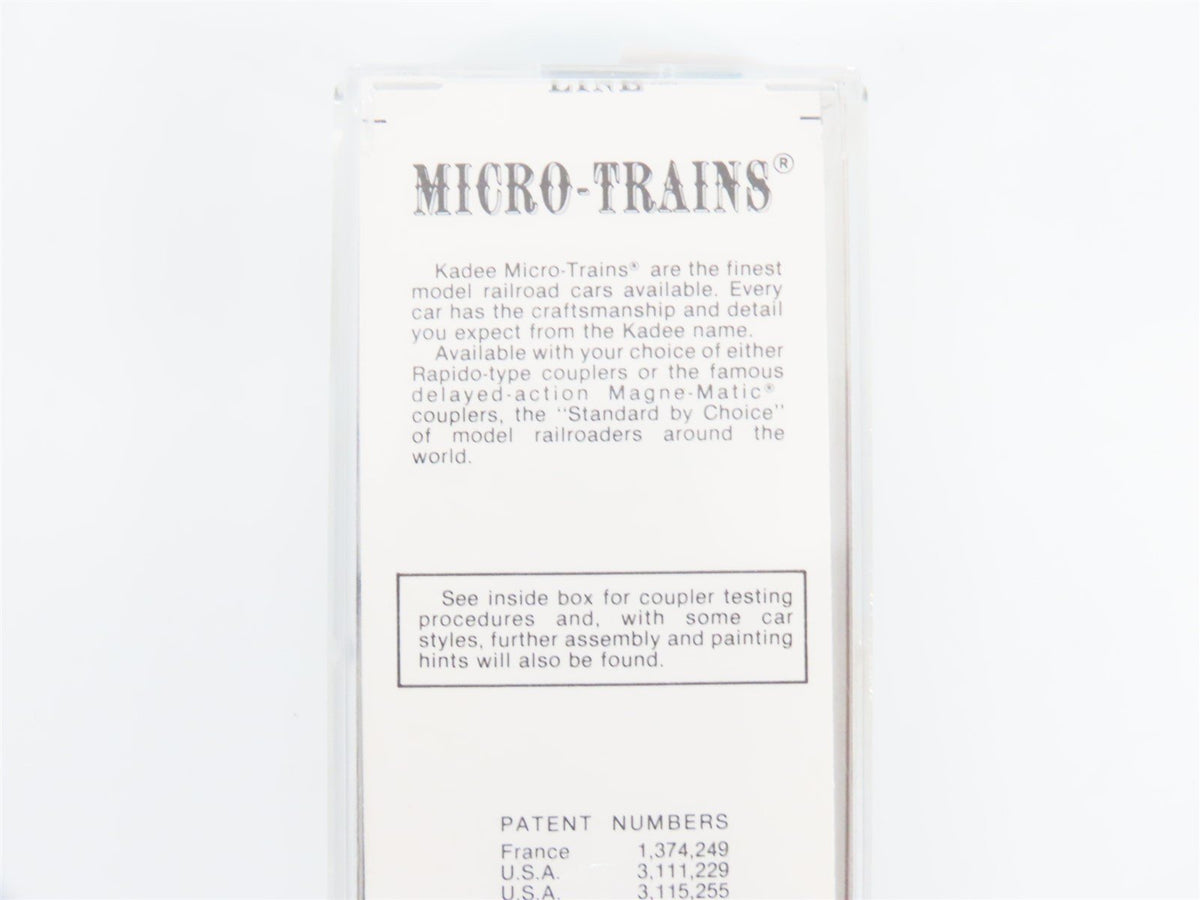 LINE
MICRO-TRAINS®
Kadee Micro-Trains® are the finest
model railroad cars available. Every
car has the craftsmanship and detail
you expect from the Kadee name.
Available with your choice of either
Rapido-type couplers or the famous
delayed-action Magne-Matic®
couplers, the "Standard by Choice"
of model railroaders around the
world.
See inside box for coupler testing
procedures and, with some car
styles, further assembly and painting
hints will also be found.
PATENT NUMBERS
France 1,374,249
U.S.A. 3,111,229
U.S.A. 3,115,255